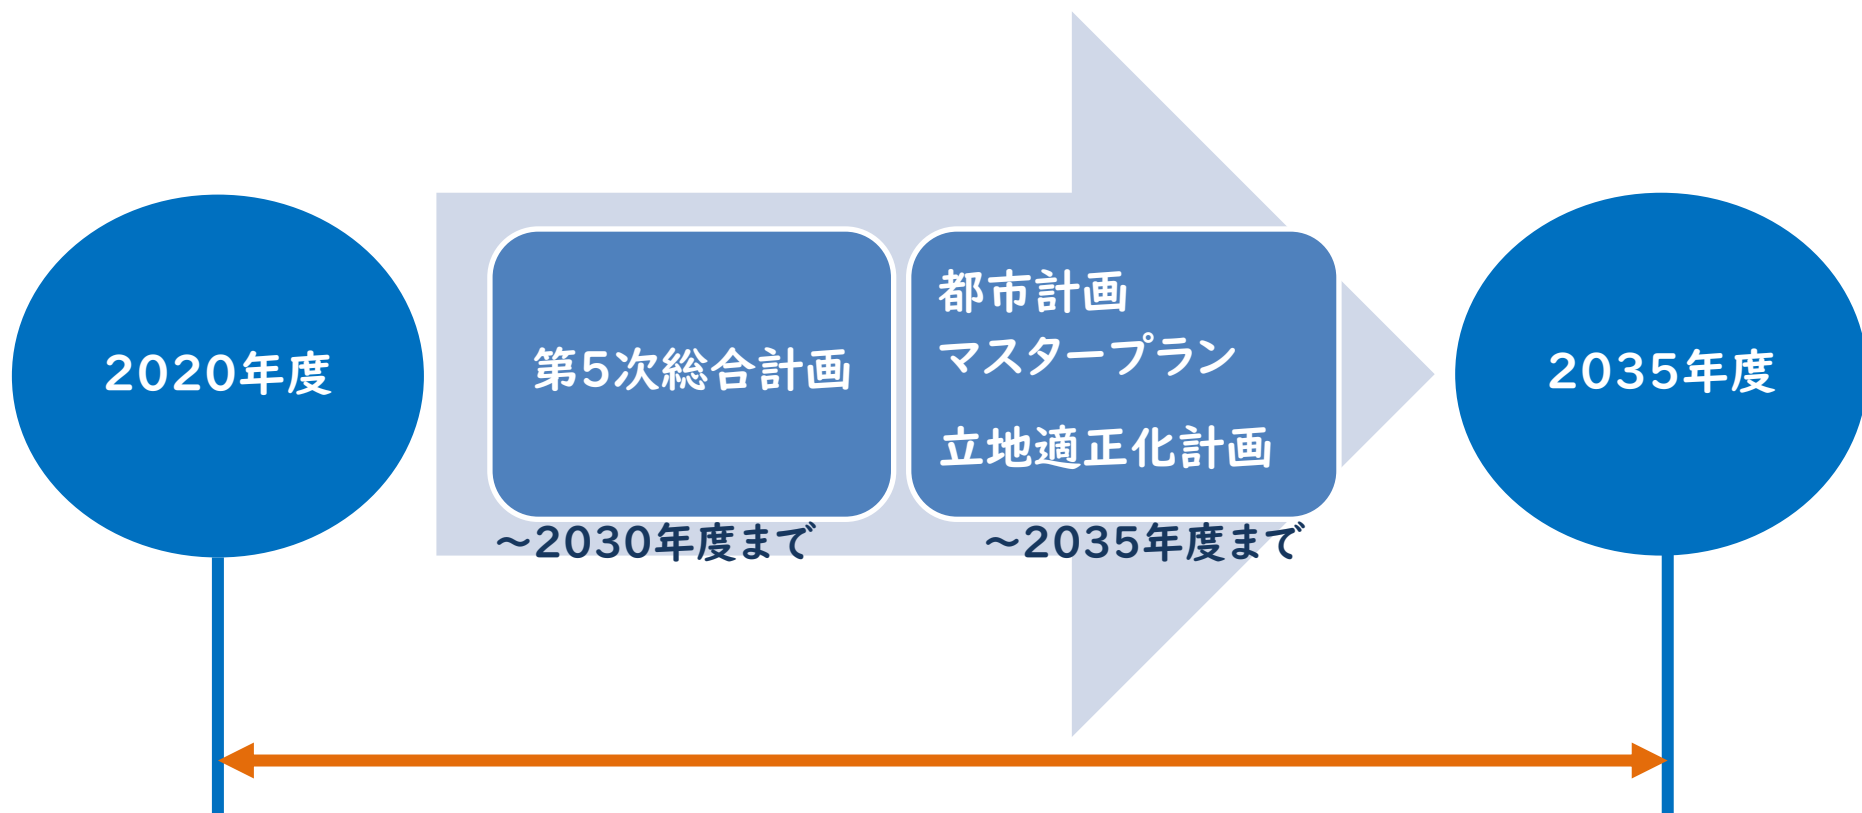 2020年度
第5次総合計画
～2030年度まで
都市計画
マスタープラン
立地適正化計画
～2035年度まで
2035年度